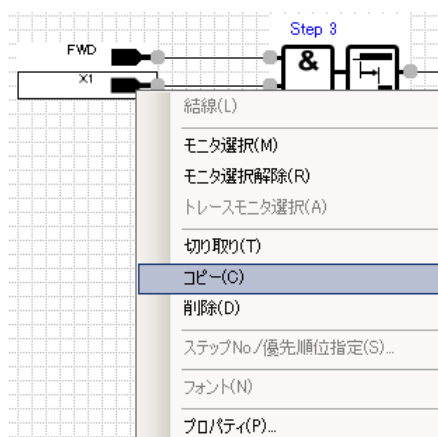 Step 3
FWD
&
X1
結線(L)
モニタ選択(M)
モニタ選択解除(R)
トレースモニタ選択(A)
切り取り(T)
コピー(C)
削除(D)
ステップNo./優先順位指定(S)...
フォント(N)
プロパティ(P)...